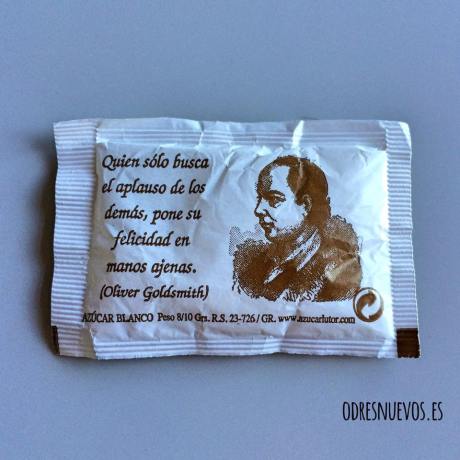 Quien sólo busca
el aplauso de los
demás, pone su
felicidad en
manos ajenas.
(Oliver Goldsmith)
AZÚCAR BLANCO Peso 8/10 Grs. R.S. 23-726 / GR. www.azucarlutor.com
ODRESNUEVOS.ES